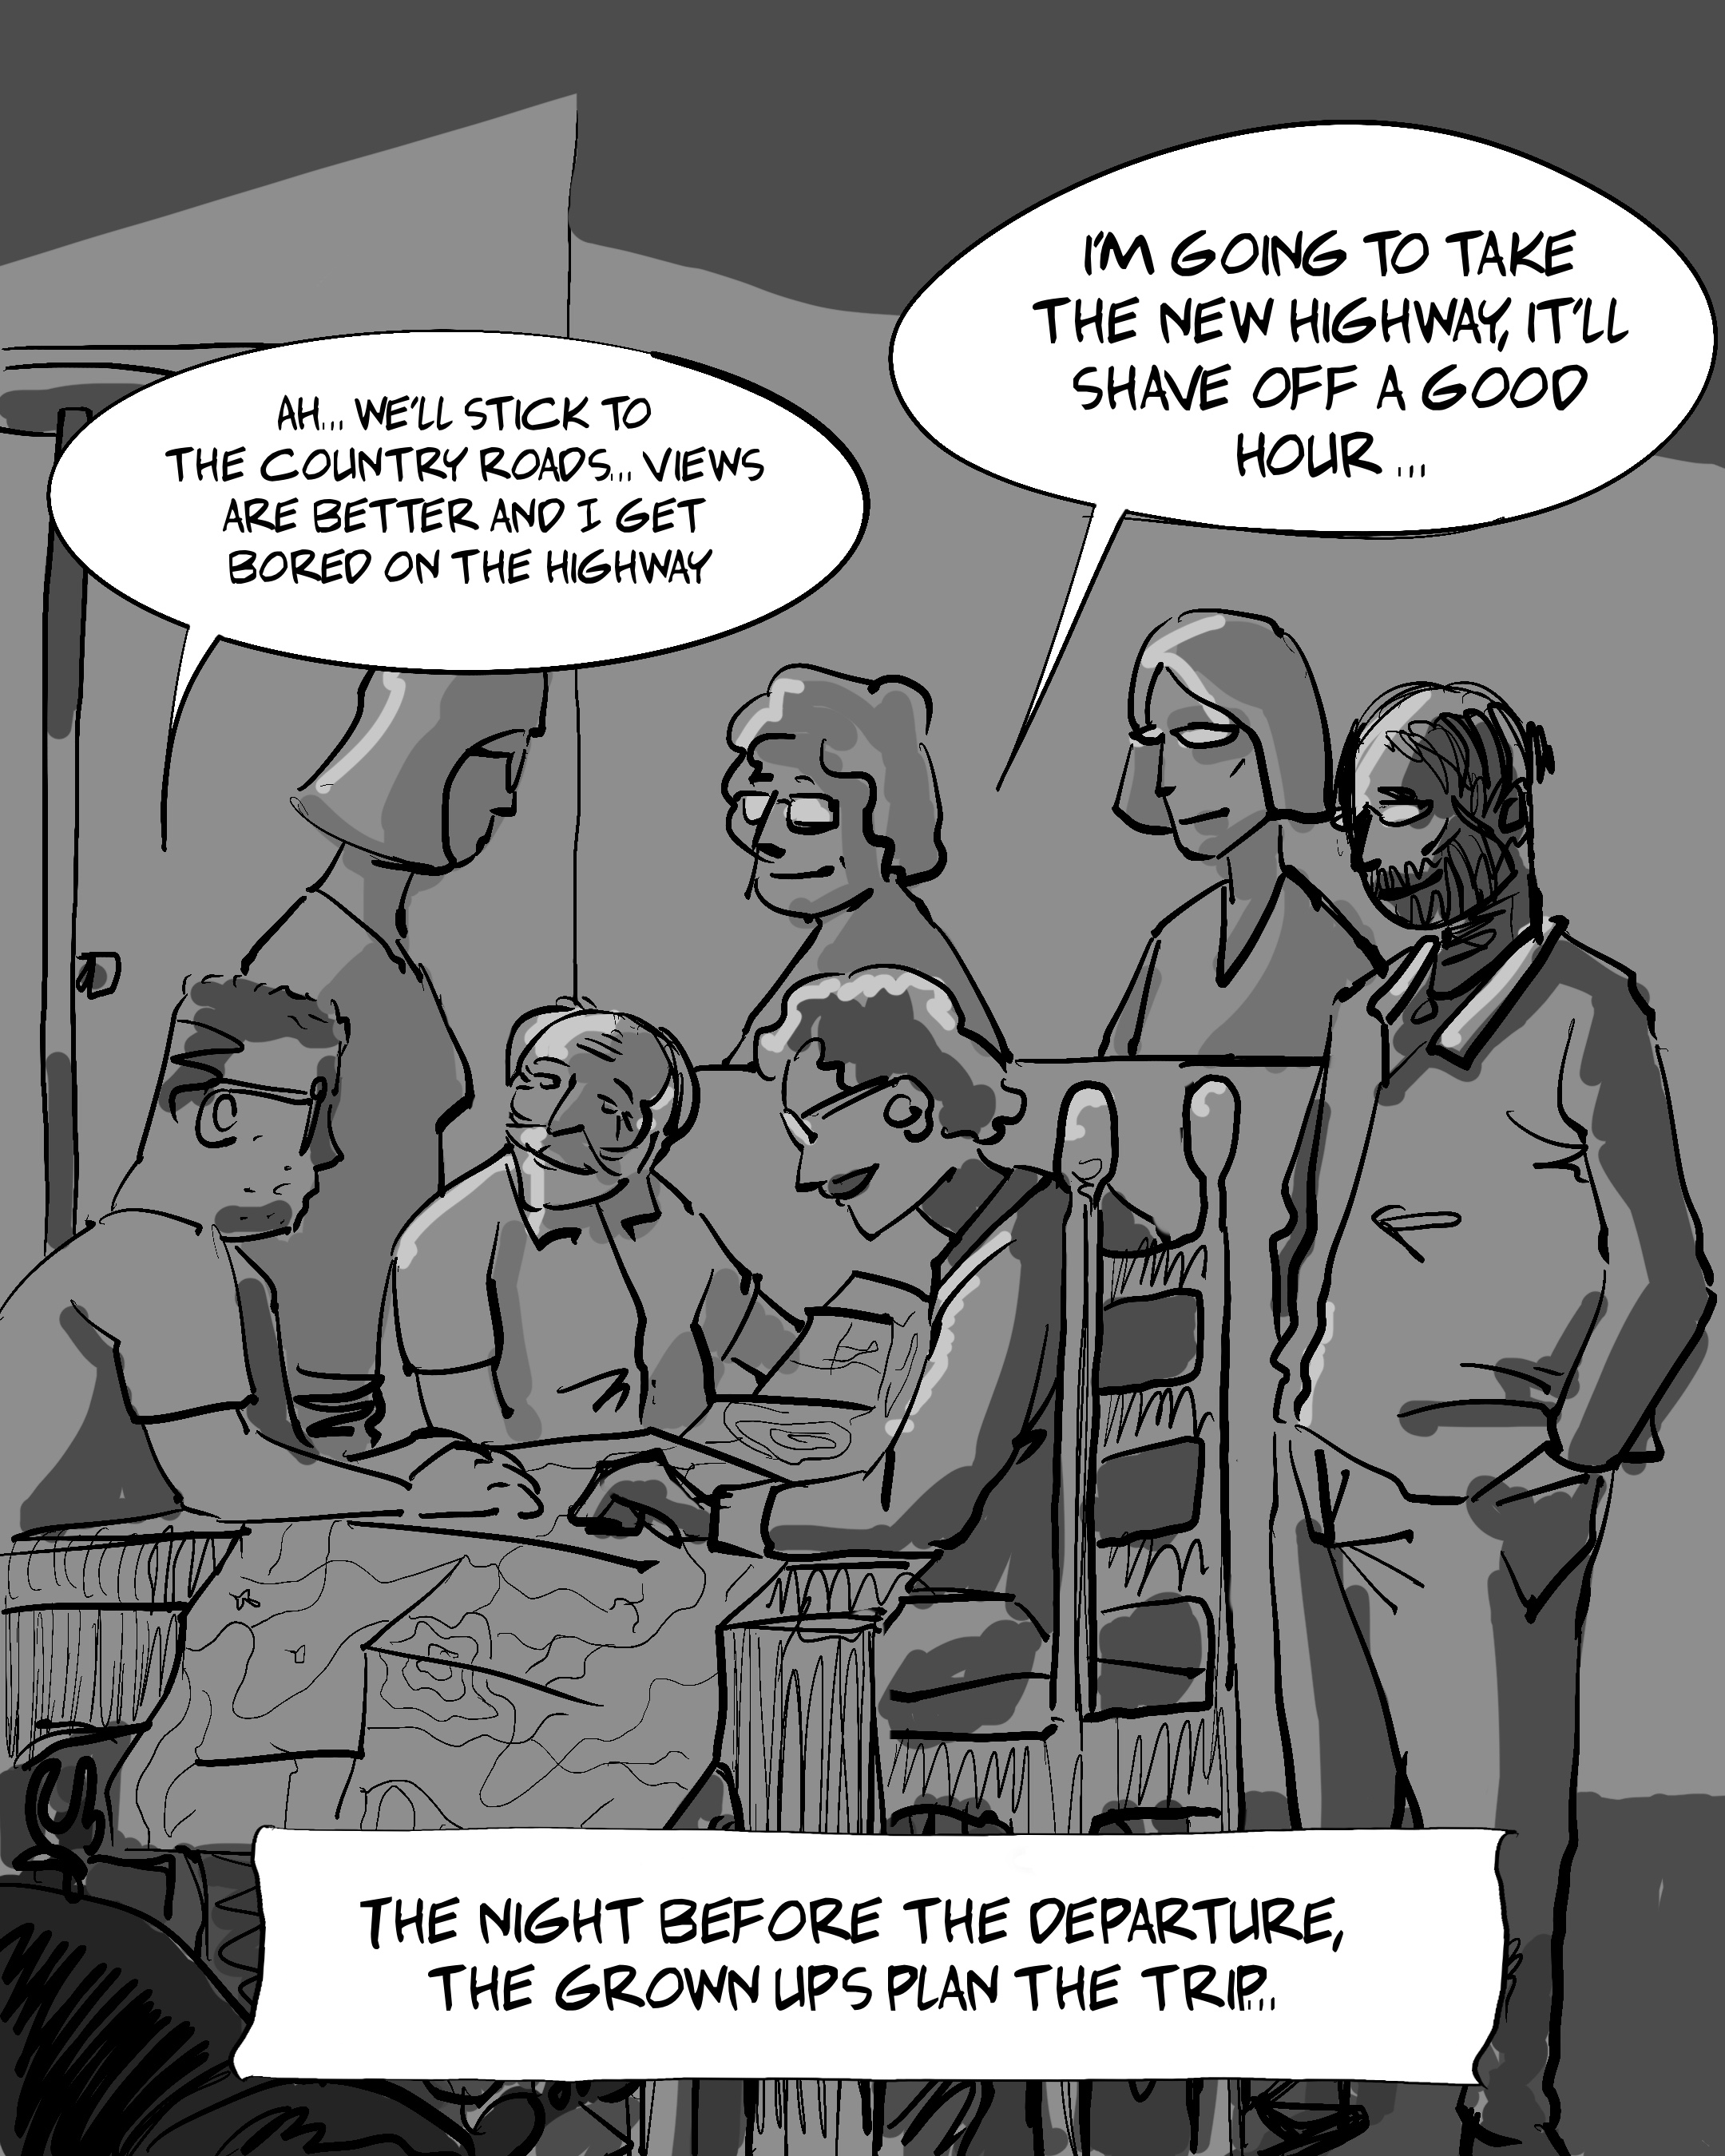 I'M GOING TO TAKE
THE NEW HIGHWAY, IT'LL
SHAVE OFF A GOOD
HOUR ...
AH... WE'LL STICK TO
THE COUNTRY ROADS... VIEWS
ARE BETTER AND I GET
BORED ON THE HIGHWAY
THE NIGHT BEFORE THE DEPARTURE,
THE GROWN UPS PLAN THE TRIP...